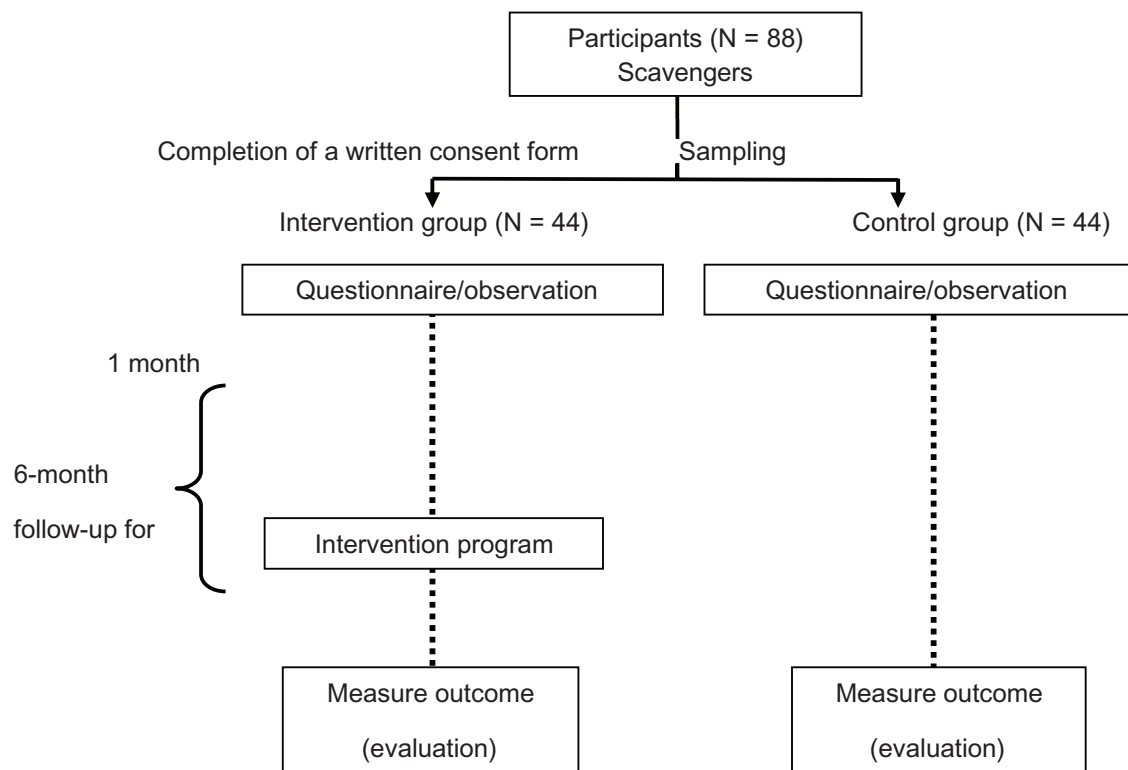 Participants (N = 88)
Scavengers
Completion of a written consent form
Sampling
Intervention group (N = 44)
Control group (N = 44)
Questionnaire/observation
Questionnaire/observation
1 month
6-month
follow-up for
Intervention program
Measure outcome
(evaluation)
Measure outcome
(evaluation)